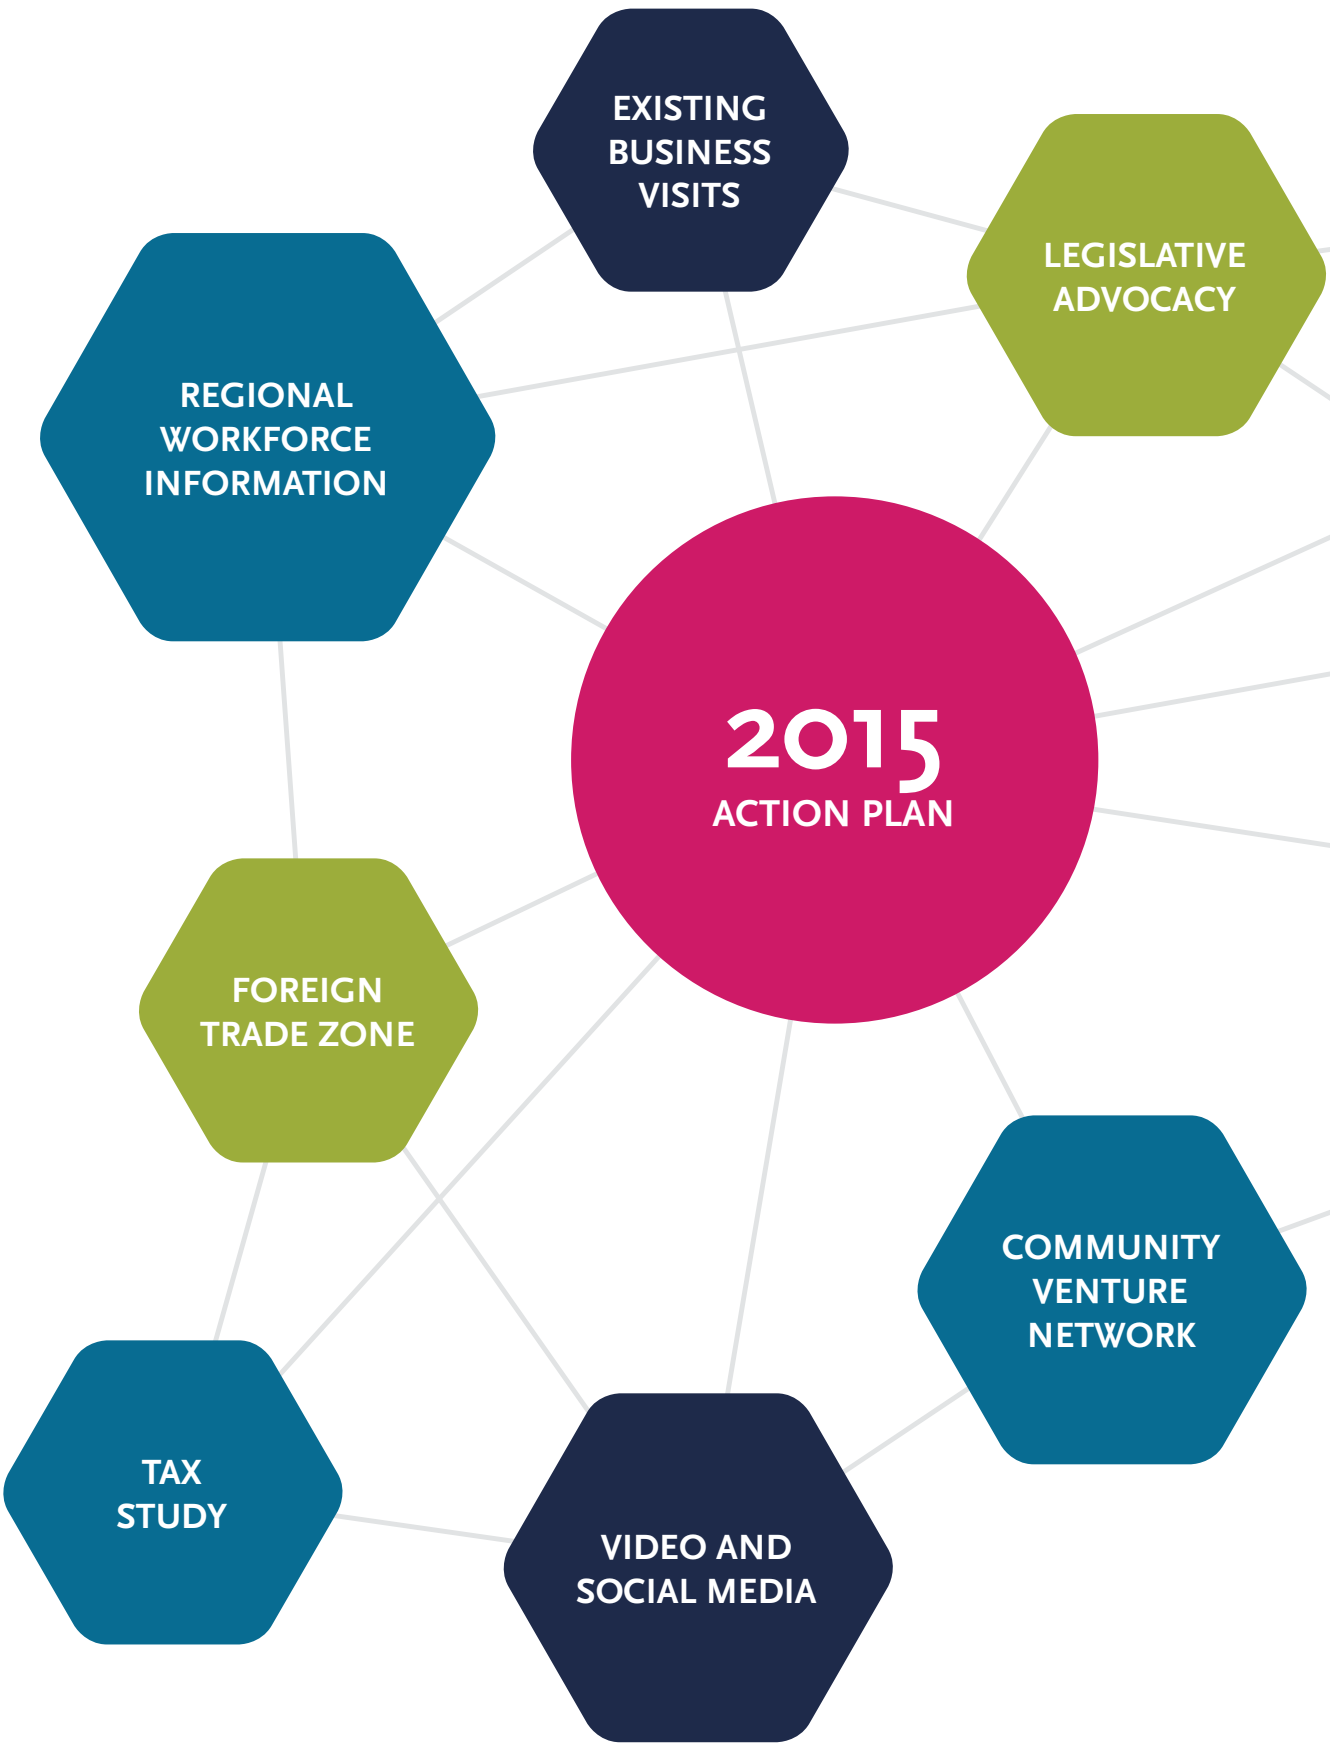 EXISTING
BUSINESS
VISITS
LEGISLATIVE
ADVOCACY
REGIONAL
WORKFORCE
INFORMATION
2015
ACTION PLAN
FOREIGN
TRADE ZONE
COMMUNITY
VENTURE
NETWORK
TAX
STUDY
VIDEO AND
SOCIAL MEDIA